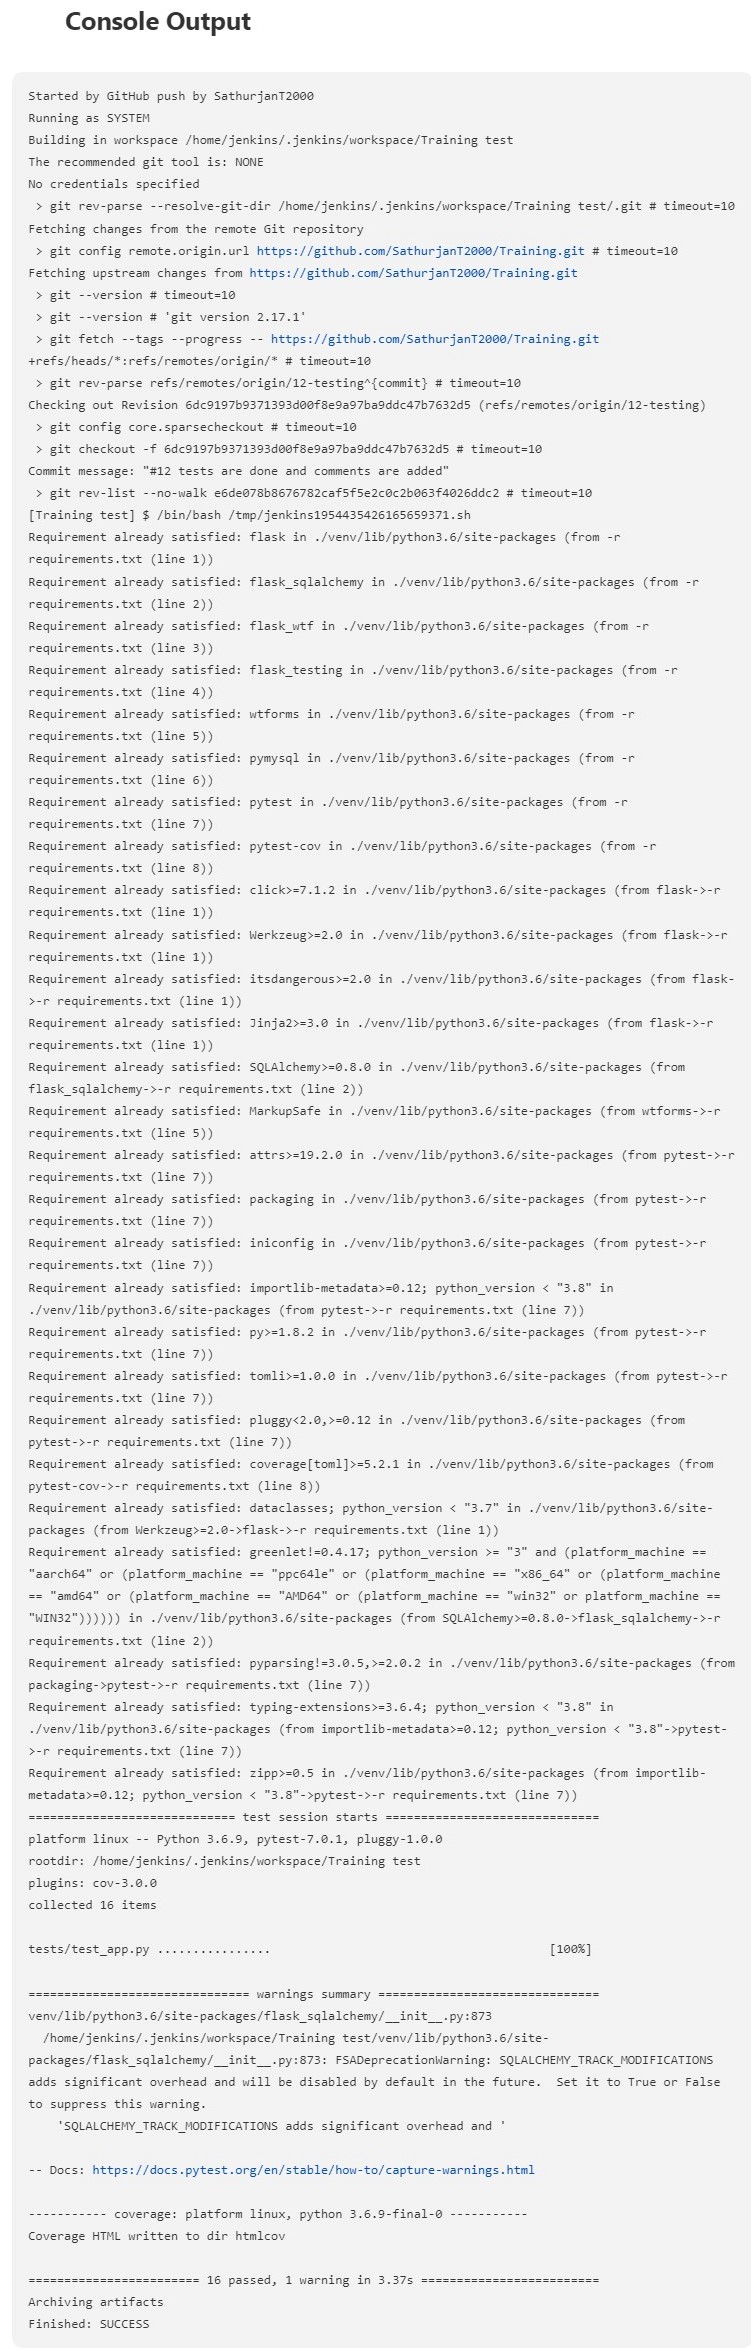 Console Output
Started by GitHub push by SathurjanT2000
Running as SYSTEM
Building in workspace /home/jenkins/.jenkins/workspace/Training test
The recommended git tool is: NONE
No credentials specified
 > git rev-parse --resolve-git-dir /home/jenkins/.jenkins/workspace/Training test/.git # timeout=10
Fetching changes from the remote Git repository
 > git config remote.origin.url https://github.com/SathurjanT2000/Training.git # timeout=10
Fetching upstream changes from https://github.com/SathurjanT2000/Training.git
 > git --version # timeout=10
 > git --version # 'git version 2.17.1'
 > git fetch --tags --progress -- https://github.com/SathurjanT2000/Training.git
+refs/heads/*:refs/remotes/origin/* # timeout=10
 > git rev-parse refs/remotes/origin/12-testing^{commit} # timeout=10
Checking out Revision 6dc9197b9371393d00f8e9a97ba9ddc47b7632d5 (refs/remotes/origin/12-testing)
 > git config core.sparsecheckout # timeout=10
 > git checkout -f 6dc9197b9371393d00f8e9a97ba9ddc47b7632d5 # timeout=10
Commit message: "#12 tests are done and comments are added"
 > git rev-list --no-walk e6de078b8676782caf5f5e2c0c2b063f4026ddc2 # timeout=10
[Training test] $ /bin/bash /tmp/jenkins1954435426165659371.sh
Requirement already satisfied: flask in ./venv/lib/python3.6/site-packages (from -r
requirements.txt (line 1))
Requirement already satisfied: flask_sqlalchemy in ./venv/lib/python3.6/site-packages (from -r
requirements.txt (line 2))
Requirement already satisfied: flask_wtf in ./venv/lib/python3.6/site-packages (from -r
requirements.txt (line 3))
Requirement already satisfied: flask_testing in ./venv/lib/python3.6/site-packages (from -r
requirements.txt (line 4))
Requirement already satisfied: wtforms in ./venv/lib/python3.6/site-packages (from -r
requirements.txt (line 5))
Requirement already satisfied: pymysql in ./venv/lib/python3.6/site-packages (from -r
requirements.txt (line 6))
Requirement already satisfied: pytest in ./venv/lib/python3.6/site-packages (from -r
requirements.txt (line 7))
Requirement already satisfied: pytest-cov in ./venv/lib/python3.6/site-packages (from -r
requirements.txt (line 8))
Requirement already satisfied: click>=7.1.2 in ./venv/lib/python3.6/site-packages (from flask->-r
requirements.txt (line 1))
Requirement already satisfied: Werkzeug>=2.0 in ./venv/lib/python3.6/site-packages (from flask->-r
requirements.txt (line 1))
Requirement already satisfied: itsdangerous>=2.0 in ./venv/lib/python3.6/site-packages (from flask-
>-r requirements.txt (line 1))
Requirement already satisfied: Jinja2>=3.0 in ./venv/lib/python3.6/site-packages (from flask->-r
requirements.txt (line 1))
Requirement already satisfied: SQLAlchemy>=0.8.0 in ./venv/lib/python3.6/site-packages (from
flask_sqlalchemy->-r requirements.txt (line 2))
Requirement already satisfied: MarkupSafe in ./venv/lib/python3.6/site-packages (from wtforms->-r
requirements.txt (line 5))
Requirement already satisfied: attrs>=19.2.0 in ./venv/lib/python3.6/site-packages (from pytest->-r
requirements.txt (line 7))
Requirement already satisfied: packaging in ./venv/lib/python3.6/site-packages (from pytest->-r
requirements.txt (line 7))
Requirement already satisfied: iniconfig in ./venv/lib/python3.6/site-packages (from pytest->-r
requirements.txt (line 7))
Requirement already satisfied: importlib-metadata>=0.12; python_version < "3.8" in
./venv/lib/python3.6/site-packages (from pytest->-r requirements.txt (line 7))
Requirement already satisfied: py>=1.8.2 in ./venv/lib/python3.6/site-packages (from pytest->-r
requirements.txt (line 7))
Requirement already satisfied: tomli>=1.0.0 in ./venv/lib/python3.6/site-packages (from pytest->-r
requirements.txt (line 7))
Requirement already satisfied: pluggy<2.0,>=0.12 in ./venv/lib/python3.6/site-packages (from
pytest->-r requirements.txt (line 7))
Requirement already satisfied: coverage[toml]>=5.2.1 in ./venv/lib/python3.6/site-packages (from
pytest-cov->-r requirements.txt (line 8))
Requirement already satisfied: dataclasses; python_version < "3.7" in ./venv/lib/python3.6/site-
packages (from Werkzeug>=2.0->flask->-r requirements.txt (line 1))
Requirement already satisfied: greenlet!=0.4.17; python_version >= "3" and (platform_machine ==
"aarch64" or (platform_machine == "ppc64le" or (platform_machine == "x86_64" or (platform_machine
== "amd64" or (platform_machine == "AMD64" or (platform_machine == "win32" or platform_machine ==
"WIN32")))))) in ./venv/lib/python3.6/site-packages (from SQLAlchemy>=0.8.0->flask_sqlalchemy->-r
requirements.txt (line 2))
Requirement already satisfied: pyparsing!=3.0.5,>=2.0.2 in ./venv/lib/python3.6/site-packages (from
packaging->pytest->-r requirements.txt (line 7))
Requirement already satisfied: typing-extensions>=3.6.4; python_version < "3.8" in
./venv/lib/python3.6/site-packages (from importlib-metadata>=0.12; python_version < "3.8"->pytest-
>-r requirements.txt (line 7))
Requirement already satisfied: zipp>=0.5 in ./venv/lib/python3.6/site-packages (from importlib-
metadata>=0.12; python_version < "3.8"->pytest->-r requirements.txt (line 7))
============================= test session starts ==============================
platform linux -- Python 3.6.9, pytest-7.0.1, pluggy-1.0.0
rootdir: /home/jenkins/.jenkins/workspace/Training test
plugins: cov-3.0.0
collected 16 items
tests/test_app.py ................                                       [100%]
=============================== warnings summary ===============================
venv/lib/python3.6/site-packages/flask_sqlalchemy/__init__.py:873
  /home/jenkins/.jenkins/workspace/Training test/venv/lib/python3.6/site-
packages/flask_sqlalchemy/__init__.py:873: FSADeprecationWarning: SQLALCHEMY_TRACK_MODIFICATIONS
adds significant overhead and will be disabled by default in the future.  Set it to True or False
to suppress this warning.
    'SQLALCHEMY_TRACK_MODIFICATIONS adds significant overhead and '
-- Docs: https://docs.pytest.org/en/stable/how-to/capture-warnings.html
----------- coverage: platform linux, python 3.6.9-final-0 -----------
Coverage HTML written to dir htmlcov
======================== 16 passed, 1 warning in 3.37s =========================
Archiving artifacts
Finished: SUCCESS